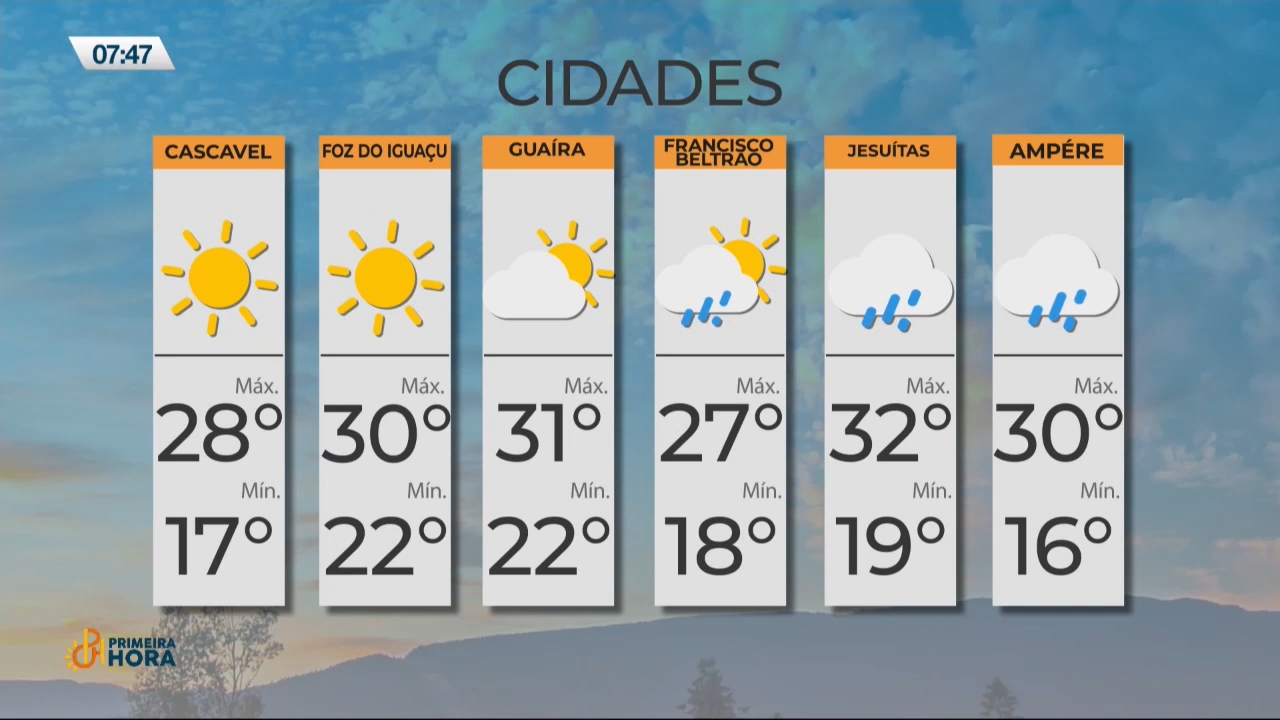 07:47
CIDADES
CASCAVEL
Máx.
28°
Mín.
17°
FOZ DO IGUAÇU
Máx.
30°
Mín.
22°
GUAÍRA
Máx.
31°
Mín.
22°
FRANCISCO
BELTRÃO
Máx.
27°
Mín.
18°
JESUÍTAS
Máx.
32°
Mín.
19°
AMPÉRE
Máx.
30°
Mín.
16°
PRIMEIRA
HORA